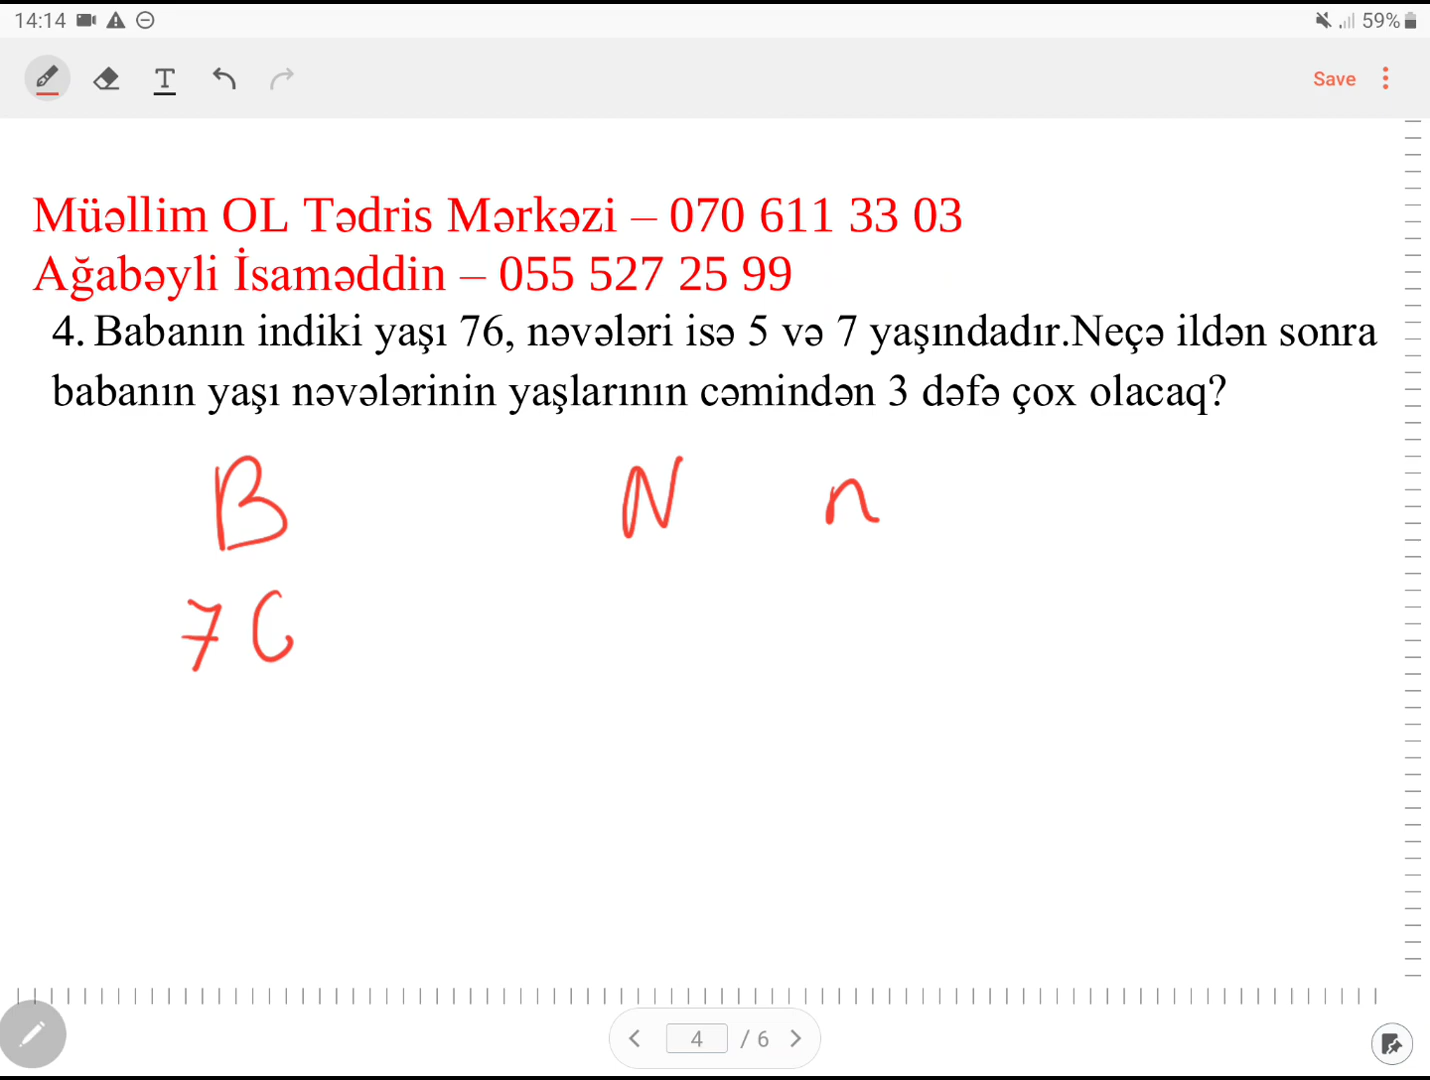 14:14
59%
Save
Müəllim OL Tədris Mərkəzi – 070 611 33 03
Ağabəyli İsaməddin – 055 527 25 99
4. Babanın indiki yaşı 76, nəvələri isə 5 və 7 yaşındadır.Neçə ildən sonra
babanın yaşı nəvələrinin yaşlarının cəmindən 3 dəfə çox olacaq?
B N n
76
4 / 6